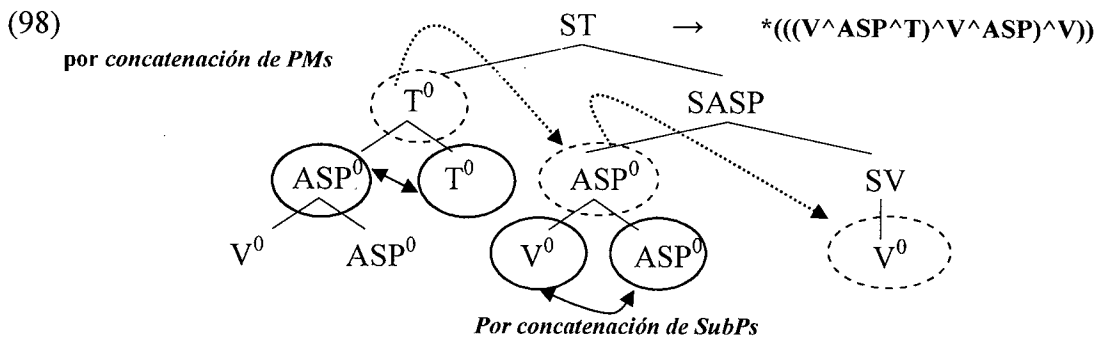 (98) ST → *(((V^ASP^T)^V^ASP)^V))
por concatenación de PMs
T⁰ SASP
ASP⁰ T⁰ ASP⁰ SV
V⁰ ASP⁰ V⁰ ASP⁰ V⁰
Por concatenación de SubPs